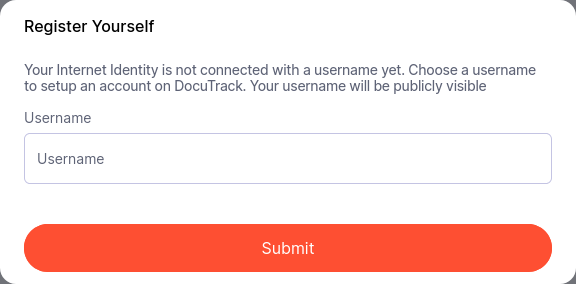 Register Yourself
Your Internet Identity is not connected with a username yet. Choose a username
to setup an account on DocuTrack. Your username will be publicly visible
Username
Username
Submit